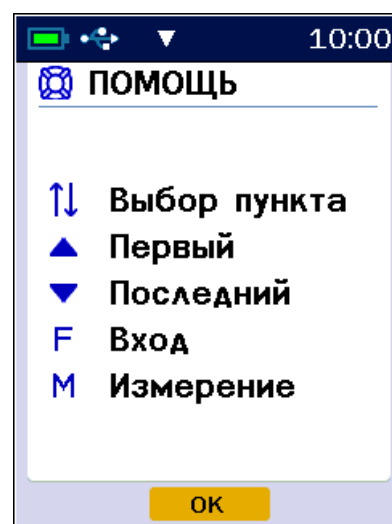 10:00
ПОМОЩЬ
↑↓ Выбор пункта
▲ Первый
▼ Последний
F Вход
M Измерение
OK